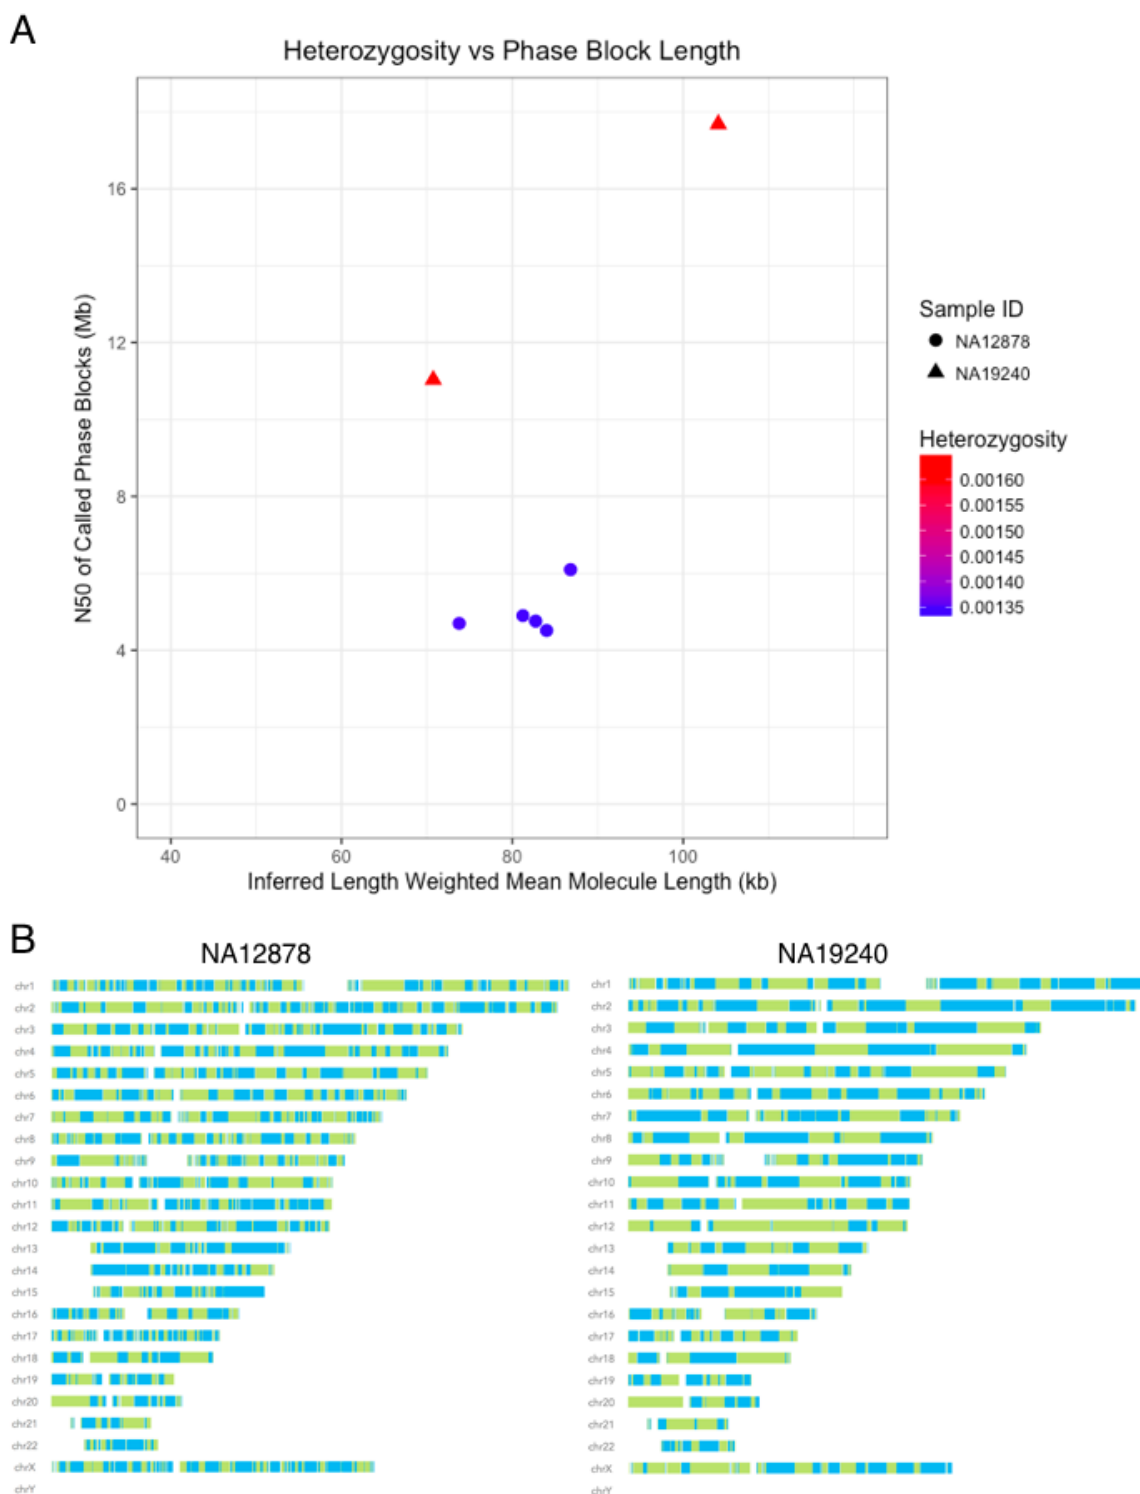 A
Heterozygosity vs Phase Block Length
N50 of Called Phase Blocks (Mb)
16
12
8
4
0
40 60 80 100
Inferred Length Weighted Mean Molecule Length (kb)
Sample ID
NA12878
NA19240
Heterozygosity
0.00160
0.00155
0.00150
0.00145
0.00140
0.00135
B
NA12878
chr1
chr2
chr3
chr4
chr5
chr6
chr7
chr8
chr9
chr10
chr11
chr12
chr13
chr14
chr15
chr16
chr17
chr18
chr19
chr20
chr21
chr22
chrX
chrY
NA19240
chr1
chr2
chr3
chr4
chr5
chr6
chr7
chr8
chr9
chr10
chr11
chr12
chr13
chr14
chr15
chr16
chr17
chr18
chr19
chr20
chr21
chr22
chrX
chrY